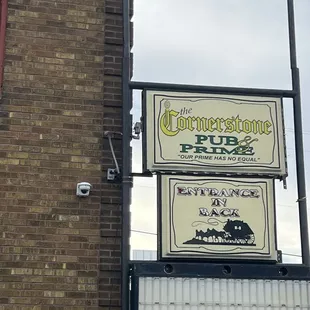 the
Cornerstone
PUB &
PRIME
"OUR PRIME HAS NO EQUAL"
ENTRANCE
IN
BACK